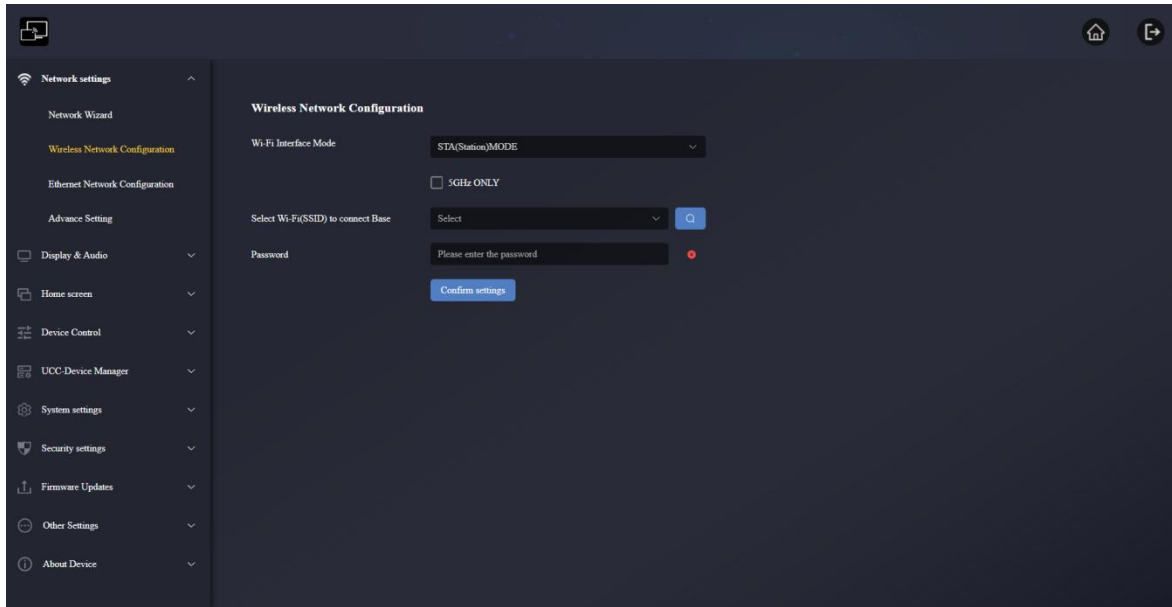 Network settings
Network Wizard
Wireless Network Configuration
Ethernet Network Configuration
Advance Setting
Display & Audio
Home screen
Device Control
UCC-Device Manager
System settings
Security settings
Firmware Updates
Other Settings
About Device
Wireless Network Configuration
Wi-Fi Interface Mode
STA(Station)MODE
5GHz ONLY
Select Wi-Fi(SSID) to connect Base
Select
Password
Please enter the password
Confirm settings